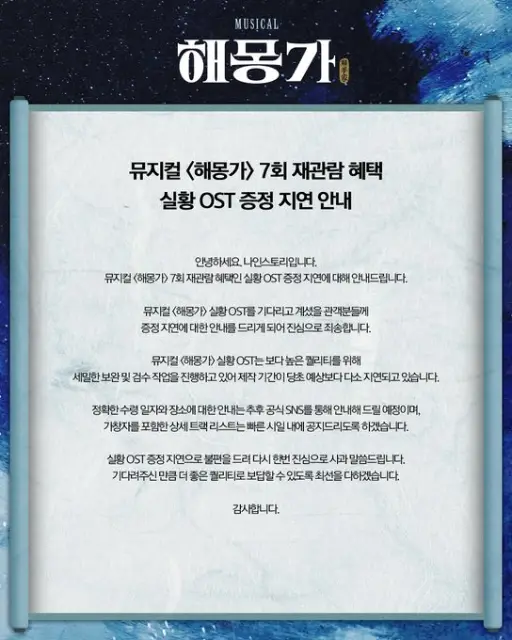 MUSICAL
해몽가
뮤지컬 〈해몽가〉 7회 재관람 혜택
실황 OST 증정 지연 안내
안녕하세요. 나인스토리입니다.
뮤지컬 〈해몽가〉 7회 재관람 혜택인 실황 OST 증정 지연에 대해 안내드립니다.
뮤지컬 〈해몽가〉 실황 OST를 기다리고 계셨을 관객분들께
증정 지연에 대한 안내를 드리게 되어 진심으로 죄송합니다.
뮤지컬 〈해몽가〉 실황 OST는 보다 높은 퀄리티를 위해
세밀한 보완 및 검수 작업을 진행하고 있어 제작 기간이 당초 예상보다 다소 지연되고 있습니다.
정확한 수령 일자와 장소에 대한 안내는 추후 공식 SNS를 통해 안내해 드릴 예정이며,
가창자를 포함한 상세 트랙 리스트는 빠른 시일 내에 공지드리도록 하겠습니다.
실황 OST 증정 지연으로 불편을 드려 다시 한번 진심으로 사과 말씀드립니다.
기다려주신 만큼 더 좋은 퀄리티로 보답할 수 있도록 최선을 다하겠습니다.
감사합니다.